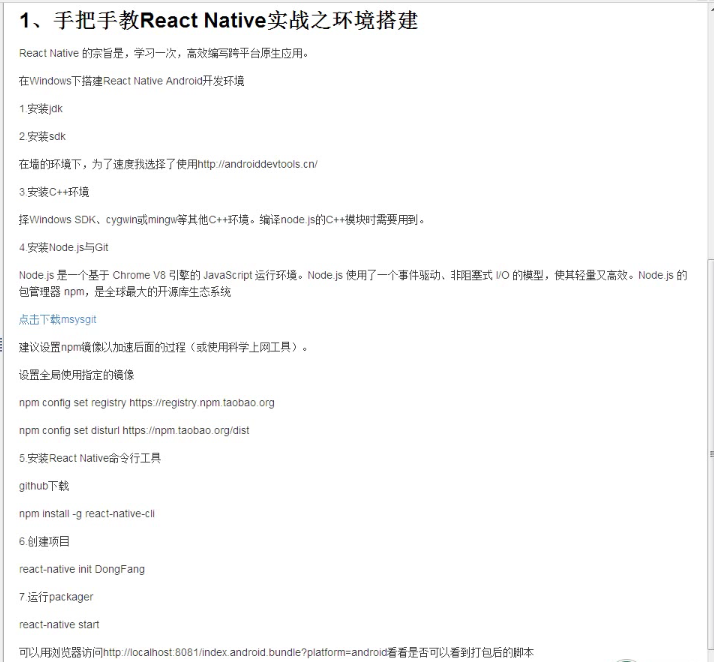 1、手把手教React Native实战之环境搭建
React Native 的宗旨是，学习一次，高效编写跨平台原生应用。
在Windows下搭建React Native Android开发环境
1.安装jdk
2.安装sdk
在墙的环境下，为了速度我选择了使用http://androiddevtools.cn/
3.安装C++环境
择Windows SDK、cygwin或mingw等其他C++环境。编译node.js的C++模块时需要用到。
4.安装Node.js与Git
Node.js 是一个基于 Chrome V8 引擎的 JavaScript 运行环境。Node.js 使用了一个事件驱动、非阻塞式 I/O 的模型，使其轻量又高效。Node.js 的
包管理器 npm，是全球最大的开源库生态系统
点击下载msysgit
建议设置npm镜像以加速后面的过程（或使用科学上网工具）。
设置全局使用指定的镜像
npm config set registry https://registry.npm.taobao.org
npm config set disturl https://npm.taobao.org/dist
5.安装React Native命令行工具
github下载
npm install -g react-native-cli
6.创建项目
react-native init DongFang
7.运行packager
react-native start
可以用浏览器访问http://localhost:8081/index.android.bundle?platform=android看看是否可以看到打包后的脚本